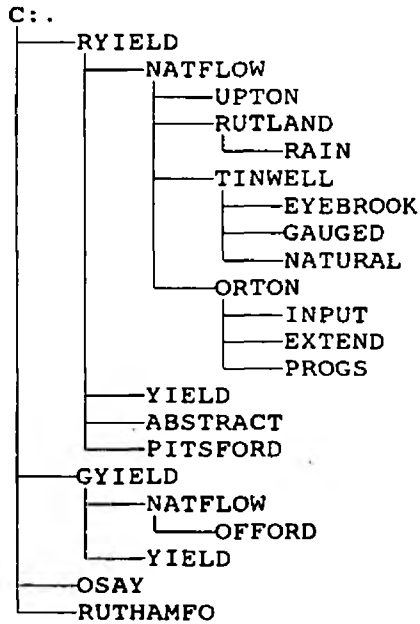 C:.
RYIELD
NATFLOW
UPTON
RUTLAND
RAIN
TINWELL
EYEBROOK
GAUGED
NATURAL
ORTON
INPUT
EXTEND
PROGS
YIELD
ABSTRACT
PITSFORD
GYIELD
NATFLOW
OFFORD
YIELD
OSAY
RUTHAMFO